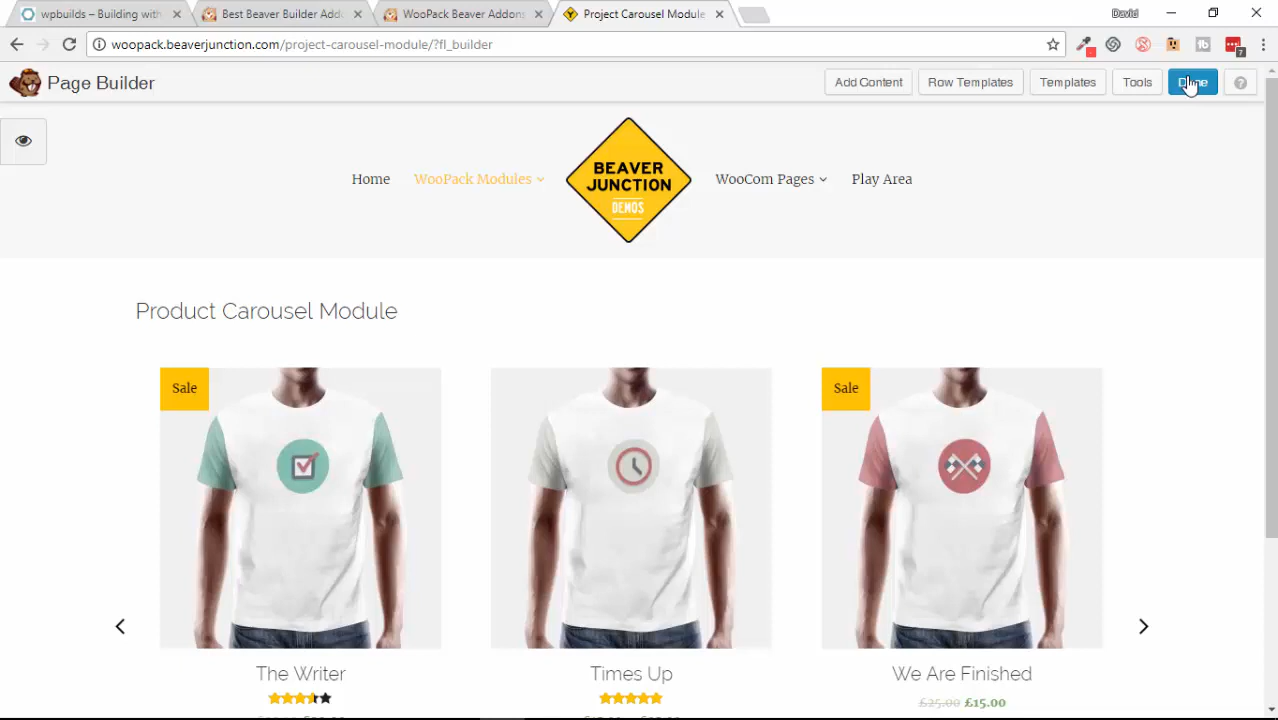 wpbuilds – Building with
Best Beaver Builder Add
WooPack Beaver Addons
Project Carousel Module
David
woopack.beaverjunction.com/project-carousel-module/?fl_builder
7
Page Builder
Add Content
Row Templates
Templates
Tools
?
Home
WooPack Modules
BEAVER
JUNCTION
DEMOS
WooCom Pages
Play Area
Product Carousel Module
Sale
Sale
The Writer
Times Up
We Are Finished
£25.00 £15.00